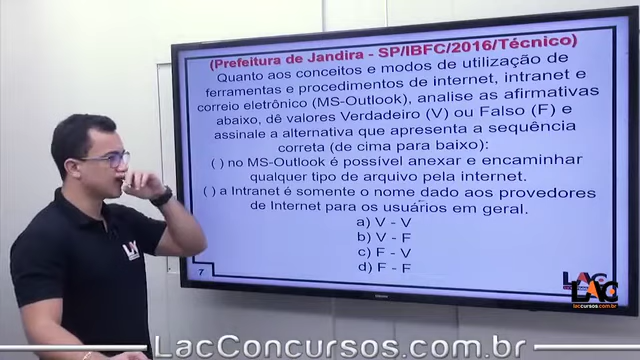 (Prefeitura de Jandira - SP/IBFC/2016/Técnico)
Quanto aos conceitos e modos de utilização de
ferramentas e procedimentos de internet, intranet e
correio eletrônico (MS-Outlook), analise as afirmativas
abaixo, dê valores Verdadeiro (V) ou Falso (F) e
assinale a alternativa que apresenta a sequência
correta (de cima para baixo):
( ) no MS-Outlook é possível anexar e encaminhar
qualquer tipo de arquivo pela internet.
( ) a Intranet é somente o nome dado aos provedores
de Internet para os usuários em geral.
a) V - V
b) V - F
c) F - V
d) F - F
7
LAC
LAC
laccursos.com.br
LacConcursos.com.br